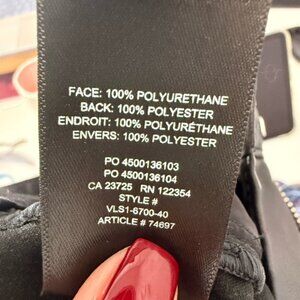 FACE: 100% POLYURETHANE
BACK: 100% POLYESTER
ENDROIT: 100% POLYURÉTHANE
ENVERS: 100% POLYESTER
PO 4500136103
PO 4500136104
CA 23725 RN 122354
STYLE #
VLS1-6700-40
ARTICLE # 74697